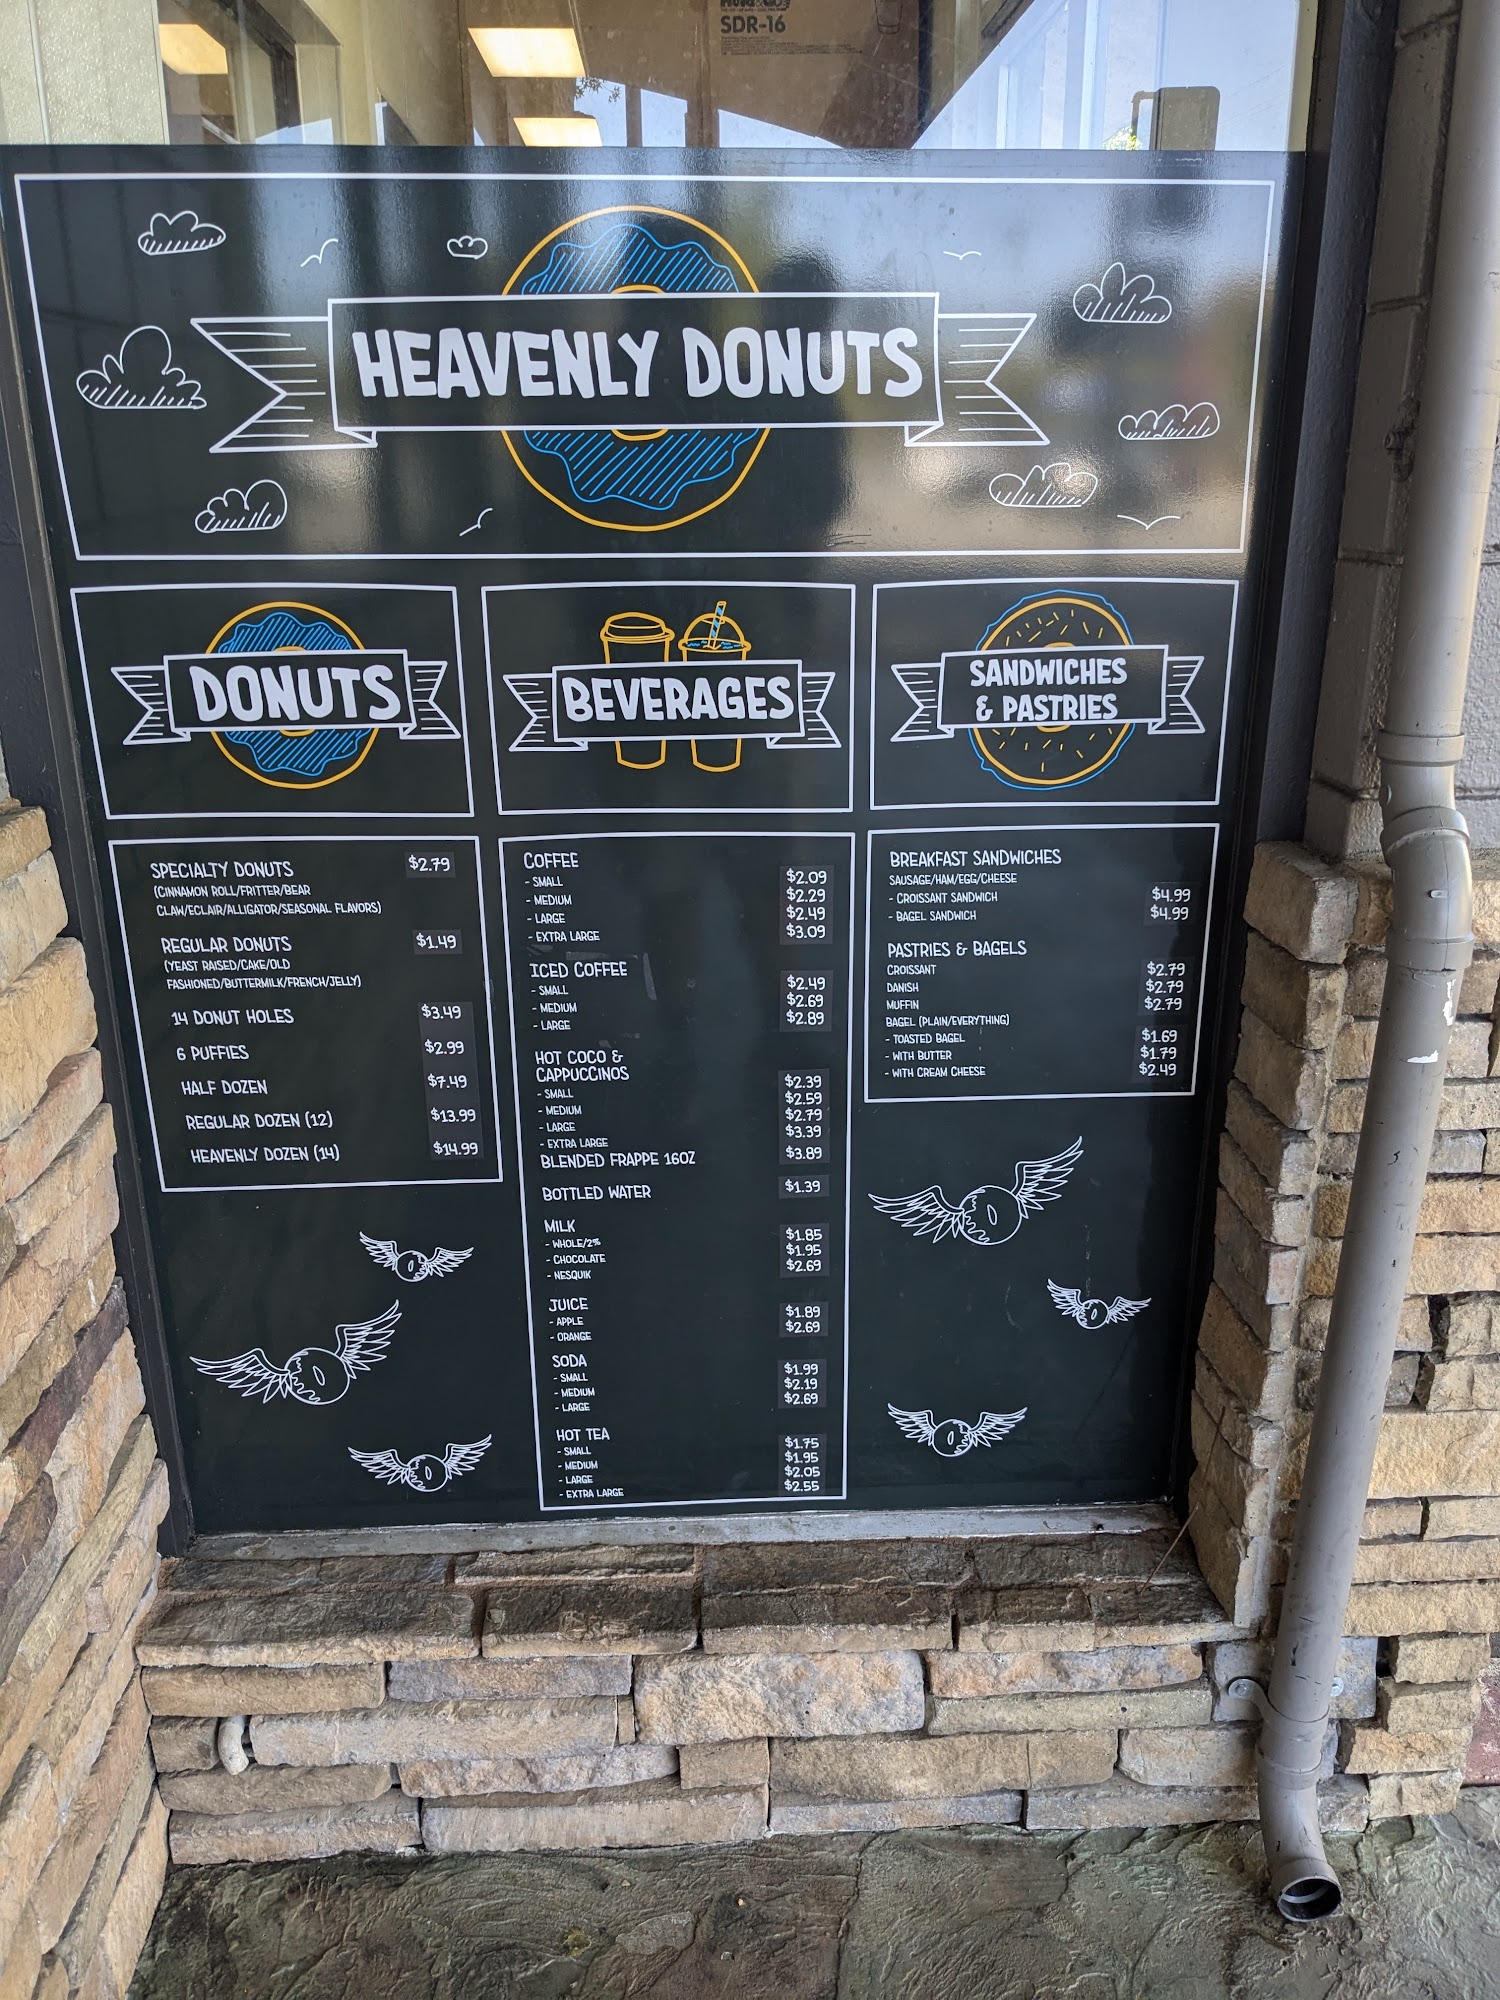 SDR-16
HEAVENLY DONUTS
DONUTS
SPECIALTY DONUTS $2.79
(CINNAMON ROLL/FRITTER/BEAR
CLAW/ECLAIR/ALLIGATOR/SEASONAL FLAVORS)
REGULAR DONUTS $1.49
(YEAST RAISED/CAKE/OLD
FASHIONED/BUTTERMILK/FRENCH/JELLY)
14 DONUT HOLES $3.49
6 PUFFIES $2.99
HALF DOZEN $7.49
REGULAR DOZEN (12) $13.99
HEAVENLY DOZEN (14) $14.99
BEVERAGES
COFFEE
- SMALL $2.09
- MEDIUM $2.29
- LARGE $2.49
- EXTRA LARGE $3.09
ICED COFFEE
- SMALL $2.49
- MEDIUM $2.69
- LARGE $2.89
HOT COCO &
CAPPUCCINOS
- SMALL $2.39
- MEDIUM $2.59
- LARGE $2.79
- EXTRA LARGE $3.39
BLENDED FRAPPE 16OZ $3.89
BOTTLED WATER $1.39
MILK
- WHOLE/2% $1.85
- CHOCOLATE $1.95
- NESQUIK $2.69
JUICE
- APPLE $1.89
- ORANGE $2.69
SODA
- SMALL $1.99
- MEDIUM $2.19
- LARGE $2.69
HOT TEA
- SMALL $1.75
- MEDIUM $1.95
- LARGE $2.05
- EXTRA LARGE $2.55
SANDWICHES
& PASTRIES
BREAKFAST SANDWICHES
SAUSAGE/HAM/EGG/CHEESE
- CROISSANT SANDWICH $4.99
- BAGEL SANDWICH $4.99
PASTRIES & BAGELS
CROISSANT $2.79
DANISH $2.79
MUFFIN $2.79
BAGEL (PLAIN/EVERYTHING)
- TOASTED BAGEL $1.69
- WITH BUTTER $1.79
- WITH CREAM CHEESE $2.49